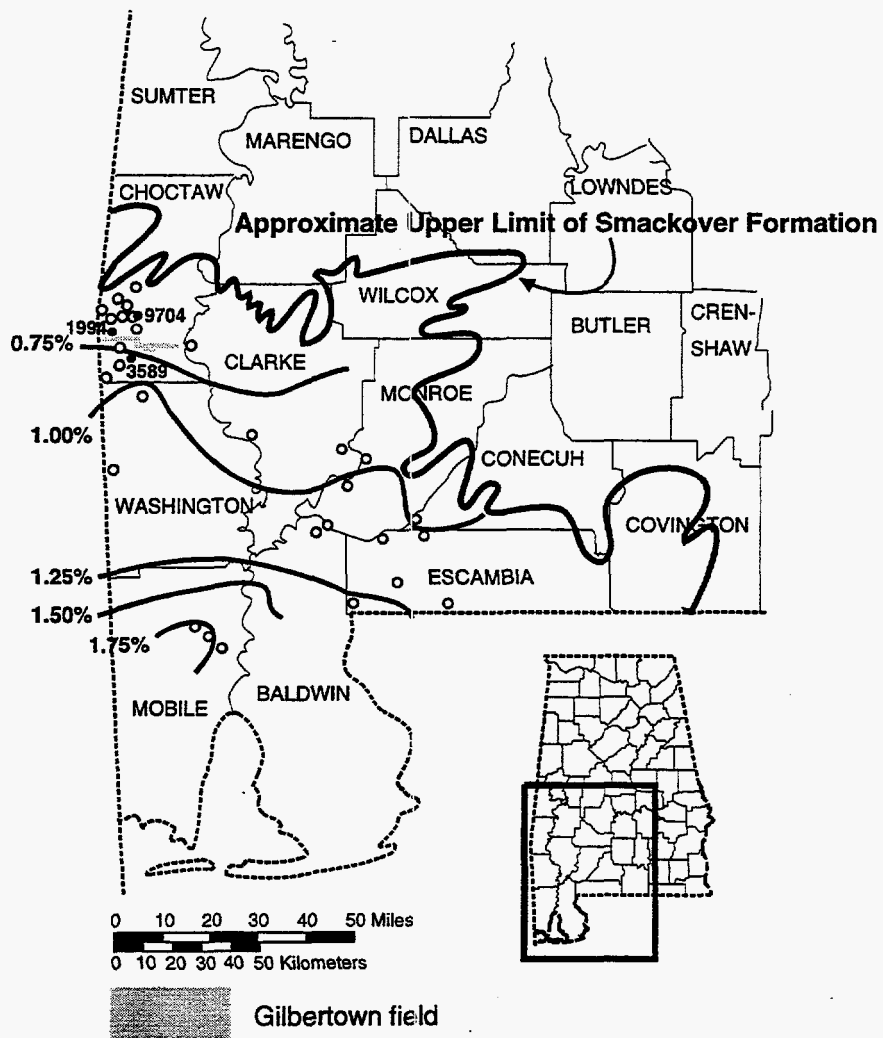 SUMTER
MARENGO
DALLAS
LOWNDES
CHOCTAW
Approximate Upper Limit of Smackover Formation
WILCOX
BUTLER
CREN-
SHAW
9704
1994
0.75%
3589
CLARKE
MONROE
1.00%
CONECUH
WASHINGTON
COVINGTON
1.25%
ESCAMBIA
1.50%
1.75%
MOBILE
BALDWIN
0 10 20 30 40 50 Miles
0 10 20 30 40 50 Kilometers
Gilbertown field